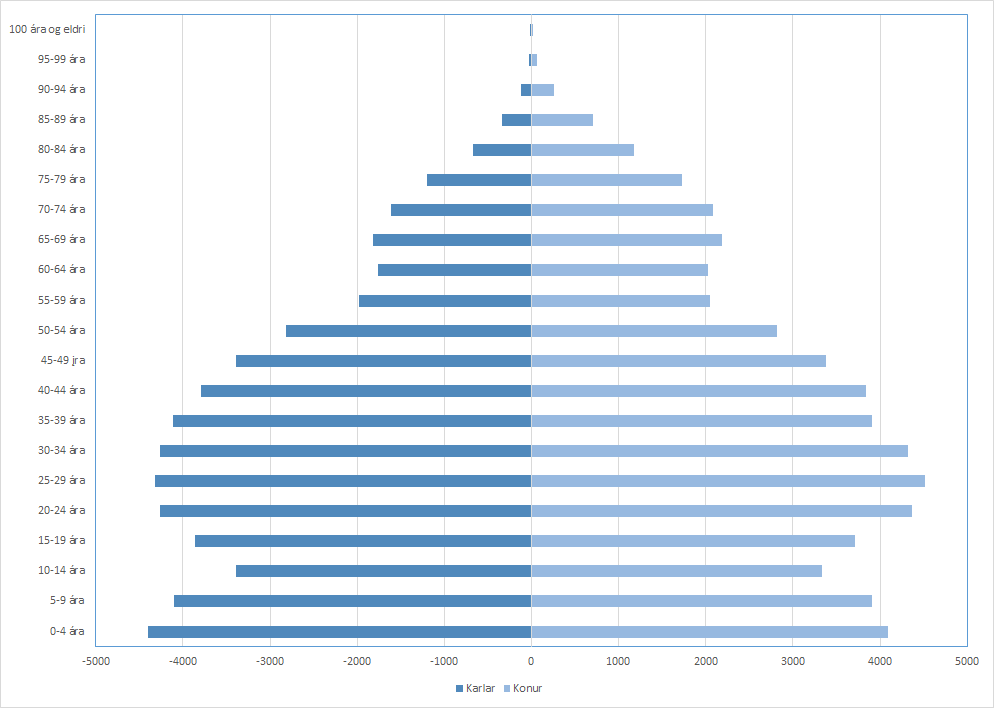 100 ára og eldri
95-99 ára
90-94 ára
85-89 ára
80-84 ára
75-79 ára
70-74 ára
65-69 ára
60-64 ára
55-59 ára
50-54 ára
45-49 jra
40-44 ára
35-39 ára
30-34 ára
25-29 ára
20-24 ára
15-19 ára
10-14 ára
5-9 ára
0-4 ára
-5000 -4000 -3000 -2000 -1000 0 1000 2000 3000 4000 5000
Karlar Konur